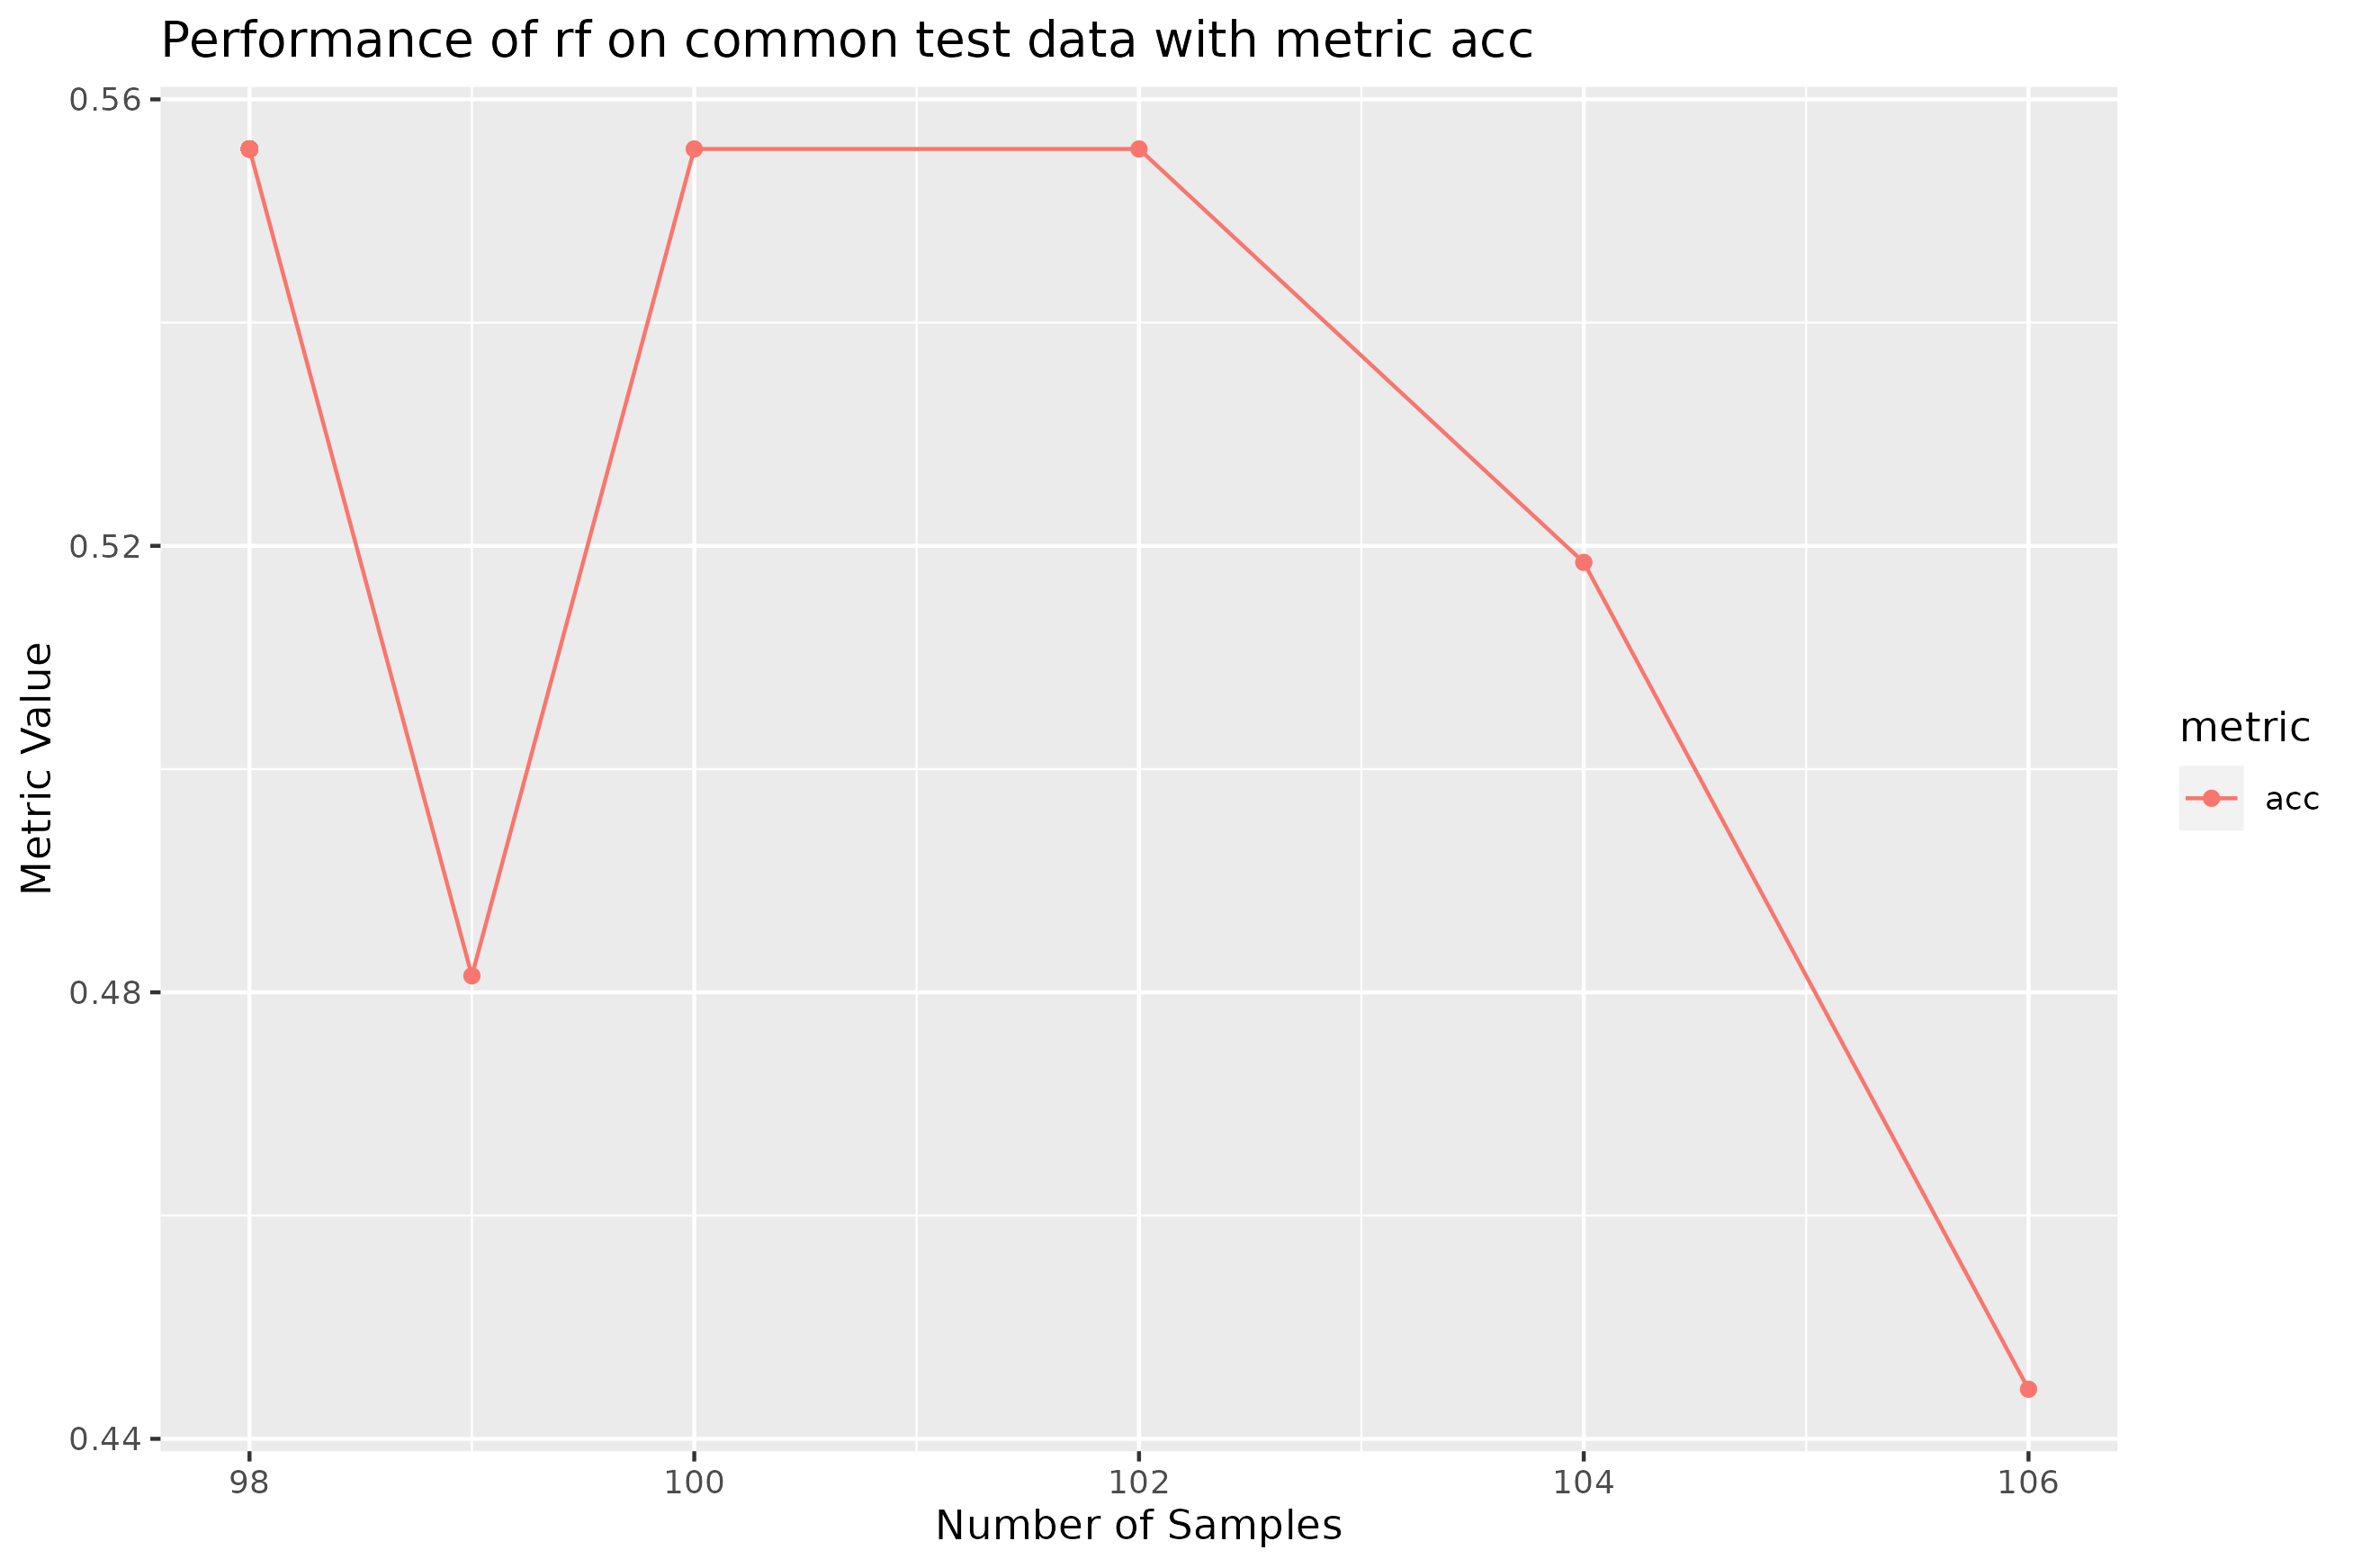 Performance of rf on common test data with metric acc
0.56
0.52
0.48
0.44
Metric Value
98
100
102
104
106
Number of Samples
metric
acc